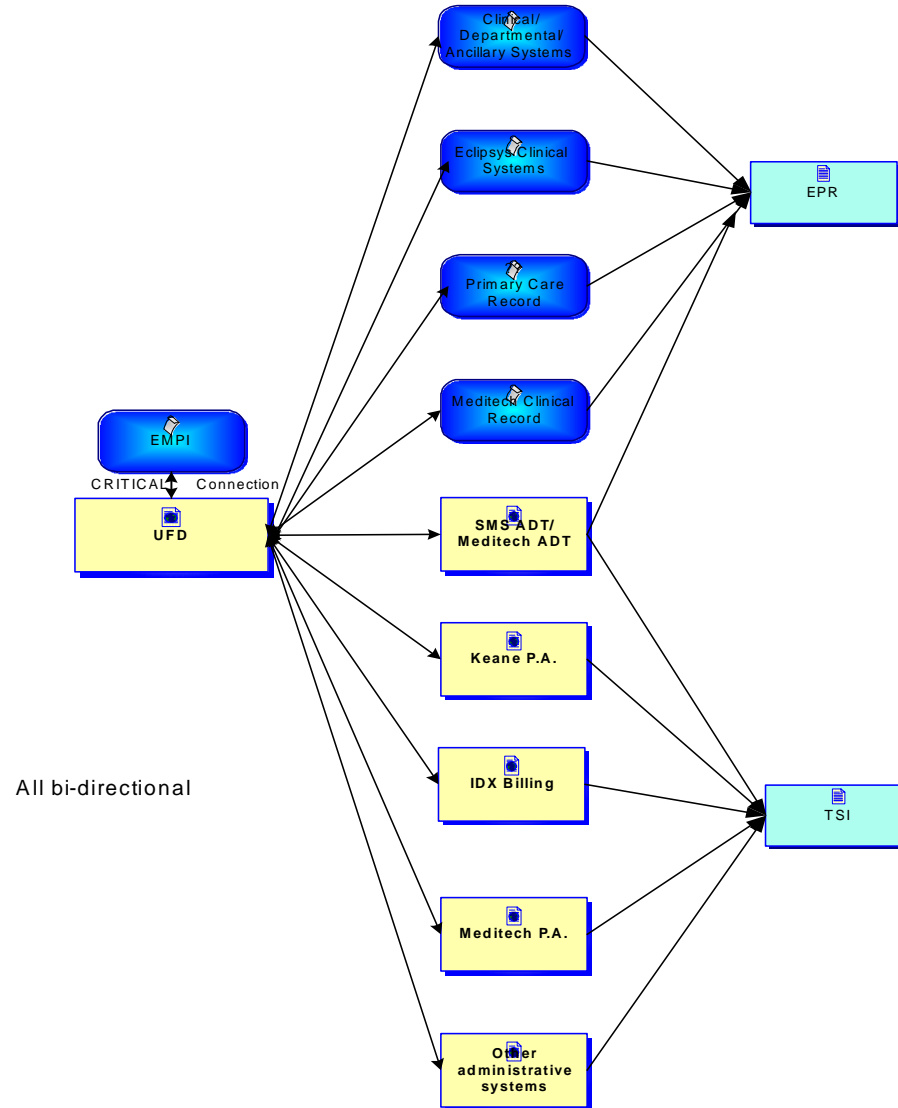 Clinical/
Departmental/
Ancillary Systems
Eclipsys Clinical
Systems
EPR
Primary Care
Record
Meditech Clinical
Record
EMPI
CRITICAL Connection
UFD
SMS ADT/
Meditech ADT
Keane P.A.
IDX Billing
All bi-directional
TSI
Meditech P.A.
Other
administrative
systems